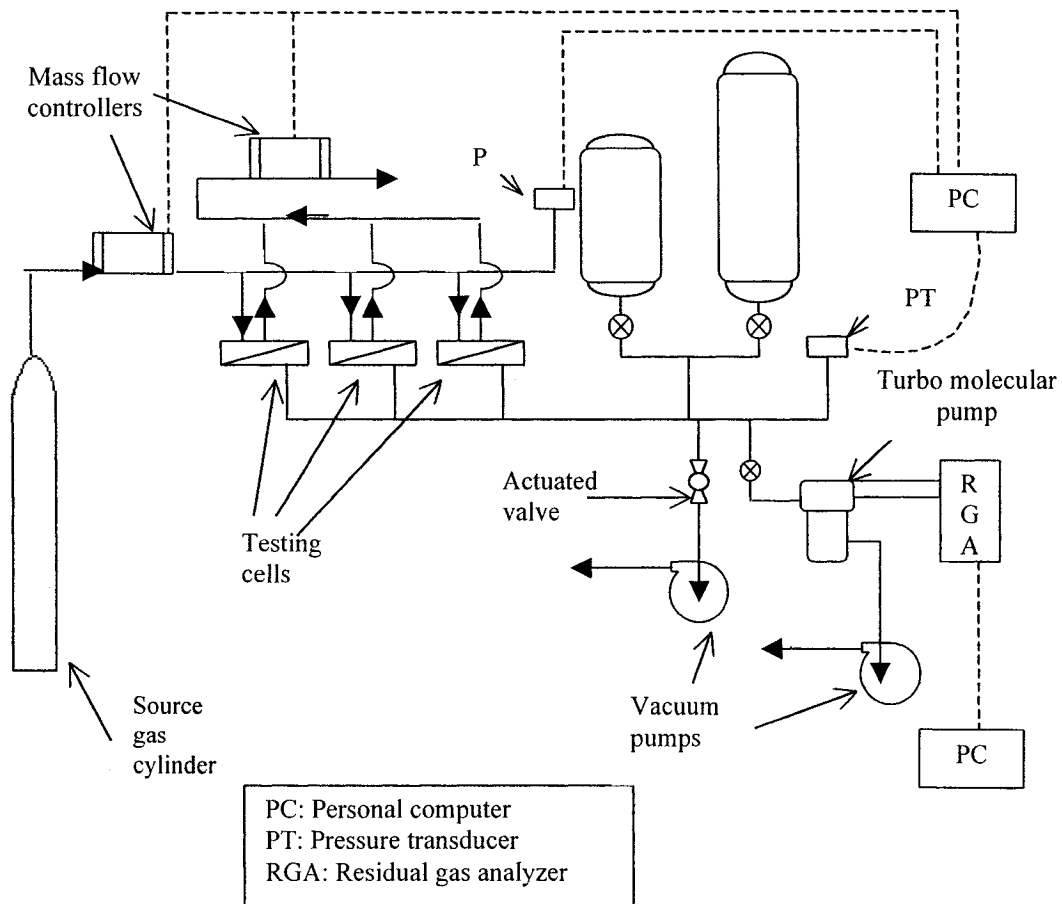 Mass flow
controllers
P
PC
PT
Turbo molecular
pump
Actuated
valve
R
G
A
Testing
cells
Source
gas
cylinder
Vacuum
pumps
PC
PC: Personal computer
PT: Pressure transducer
RGA: Residual gas analyzer